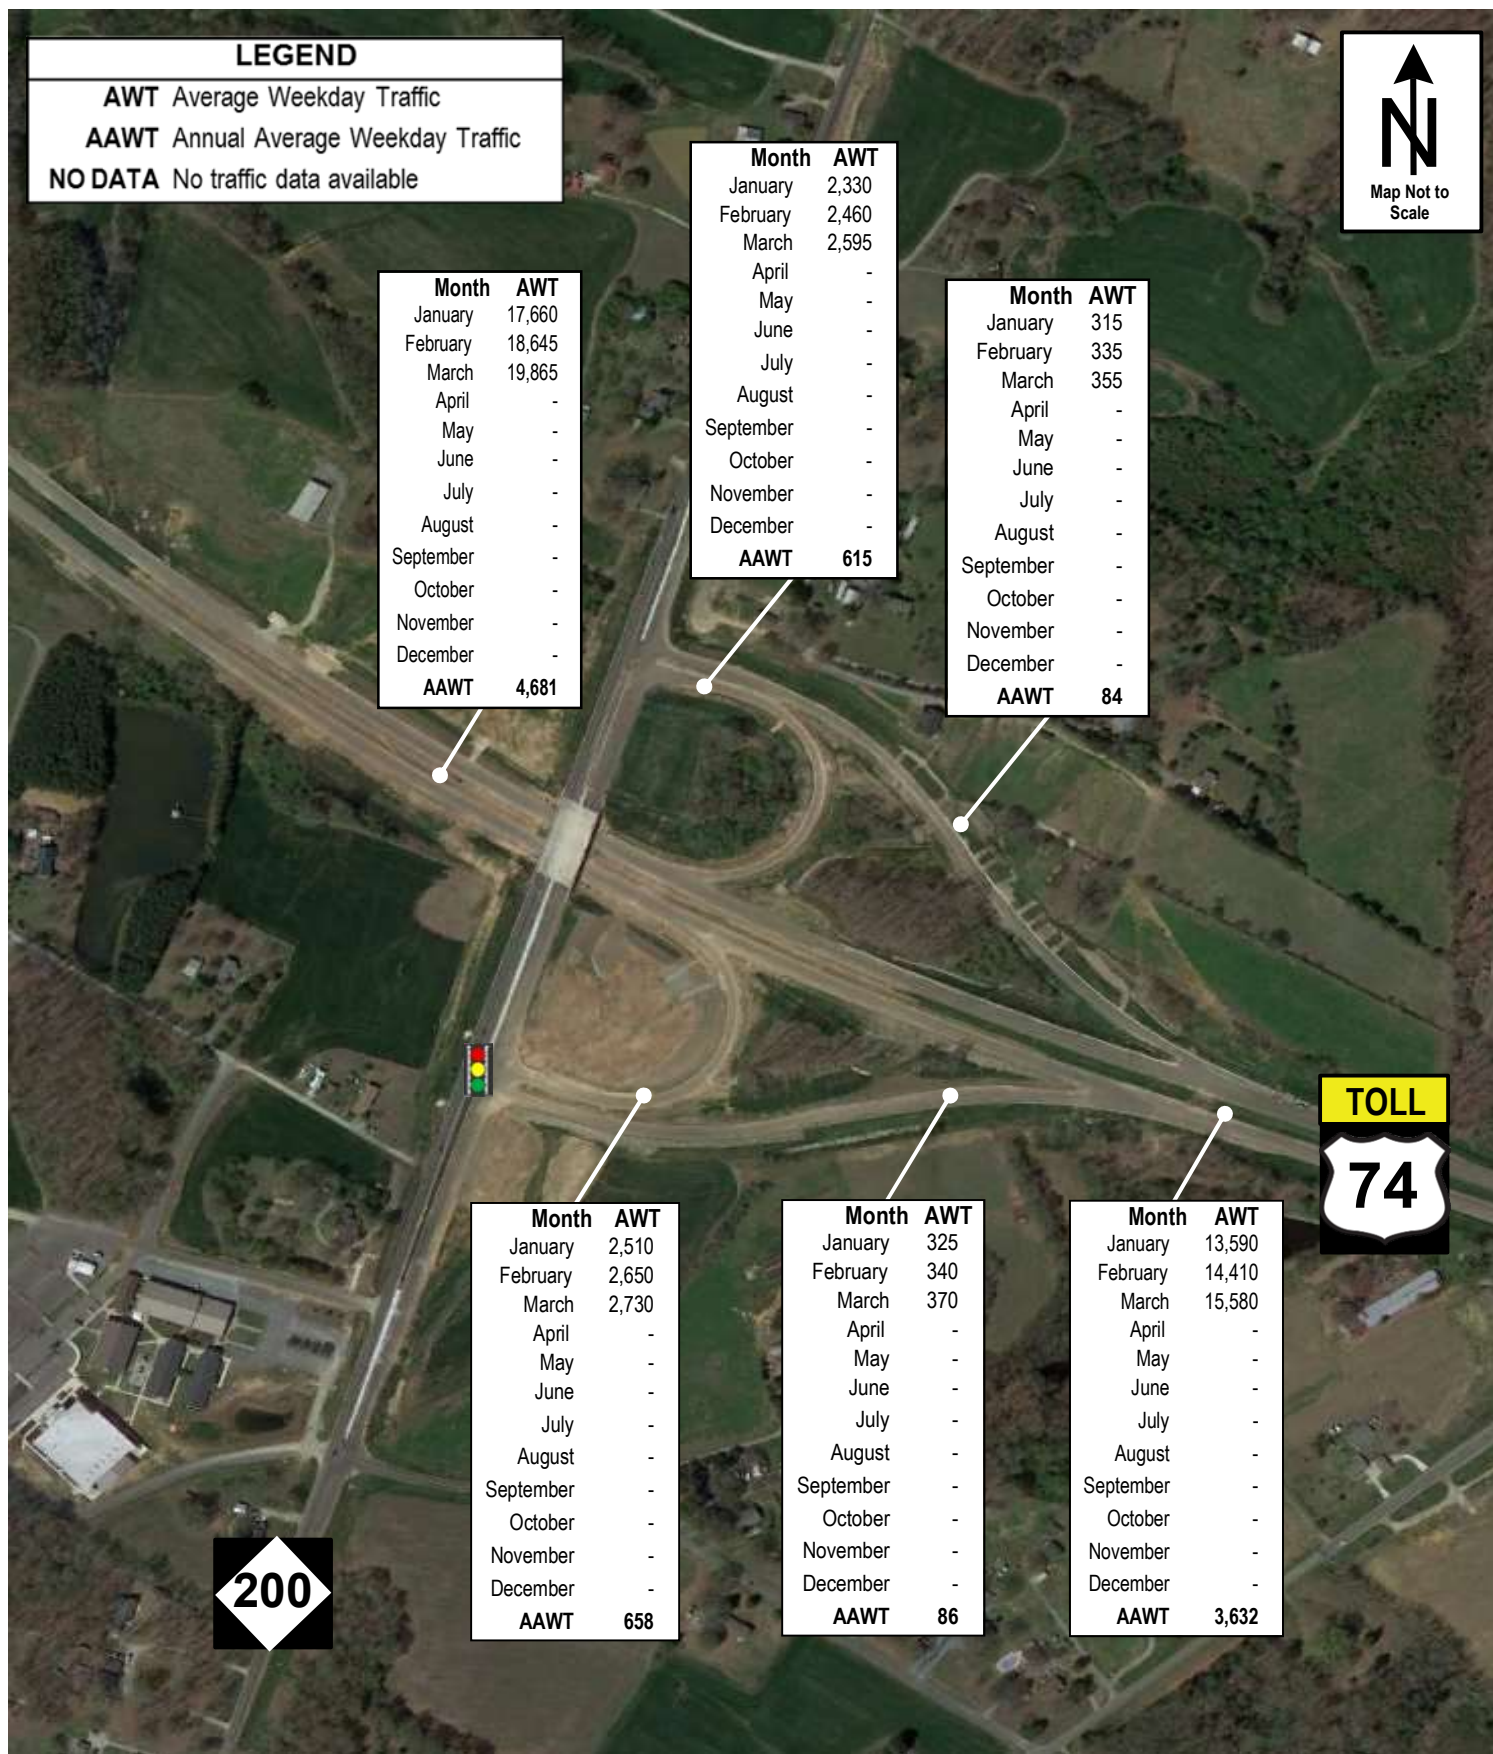 LEGEND
AWT Average Weekday Traffic
AAWT Annual Average Weekday Traffic
NO DATA No traffic data available
N
Map Not to
Scale
Month AWT
January 17,660
February 18,645
March 19,865
April -
May -
June -
July -
August -
September -
October -
November -
December -
AAWT 4,681
Month AWT
January 2,330
February 2,460
March 2,595
April -
May -
June -
July -
August -
September -
October -
November -
December -
AAWT 615
Month AWT
January 315
February 335
March 355
April -
May -
June -
July -
August -
September -
October -
November -
December -
AAWT 84
TOLL
74
Month AWT
January 2,510
February 2,650
March 2,730
April -
May -
June -
July -
August -
September -
October -
November -
December -
AAWT 658
Month AWT
January 325
February 340
March 370
April -
May -
June -
July -
August -
September -
October -
November -
December -
AAWT 86
Month AWT
January 13,590
February 14,410
March 15,580
April -
May -
June -
July -
August -
September -
October -
November -
December -
AAWT 3,632
200